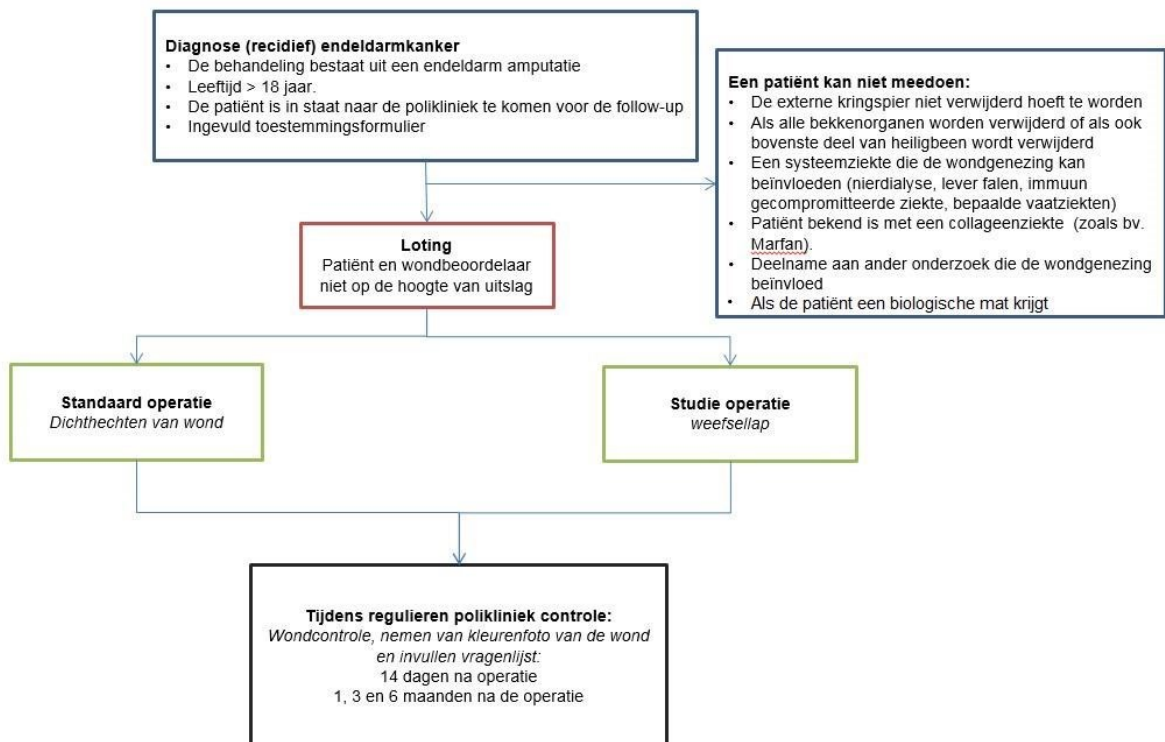 Diagnose (recidief) endeldarmkanker
• De behandeling bestaat uit een endeldarm amputatie
• Leeftijd > 18 jaar.
• De patiënt is in staat naar de polikliniek te komen voor de follow-up
• Ingevuld toestemmingsformulier
Een patiënt kan niet meedoen:
• De externe kringspier niet verwijderd hoeft te worden
• Als alle bekkenorganen worden verwijderd of als ook
bovenste deel van heiligbeen wordt verwijderd
• Een systeemziekte die de wondgenezing kan
beïnvloeden (nierdialyse, lever falen, immuun
gecompromitteerde ziekte, bepaalde vaatziekten)
• Patiënt bekend is met een collageenziekte (zoals bv.
Marfan).
• Deelname aan ander onderzoek die de wondgenezing
beïnvloed
• Als de patiënt een biologische mat krijgt
Loting
Patiënt en wondbeoordelaar
niet op de hoogte van uitslag
Standaard operatie
Dichthechten van wond
Studie operatie
weefsellap
Tijdens regulieren polikliniek controle:
Wondcontrole, nemen van kleurenfoto van de wond
en invullen vragenlijst:
14 dagen na operatie
1, 3 en 6 maanden na de operatie